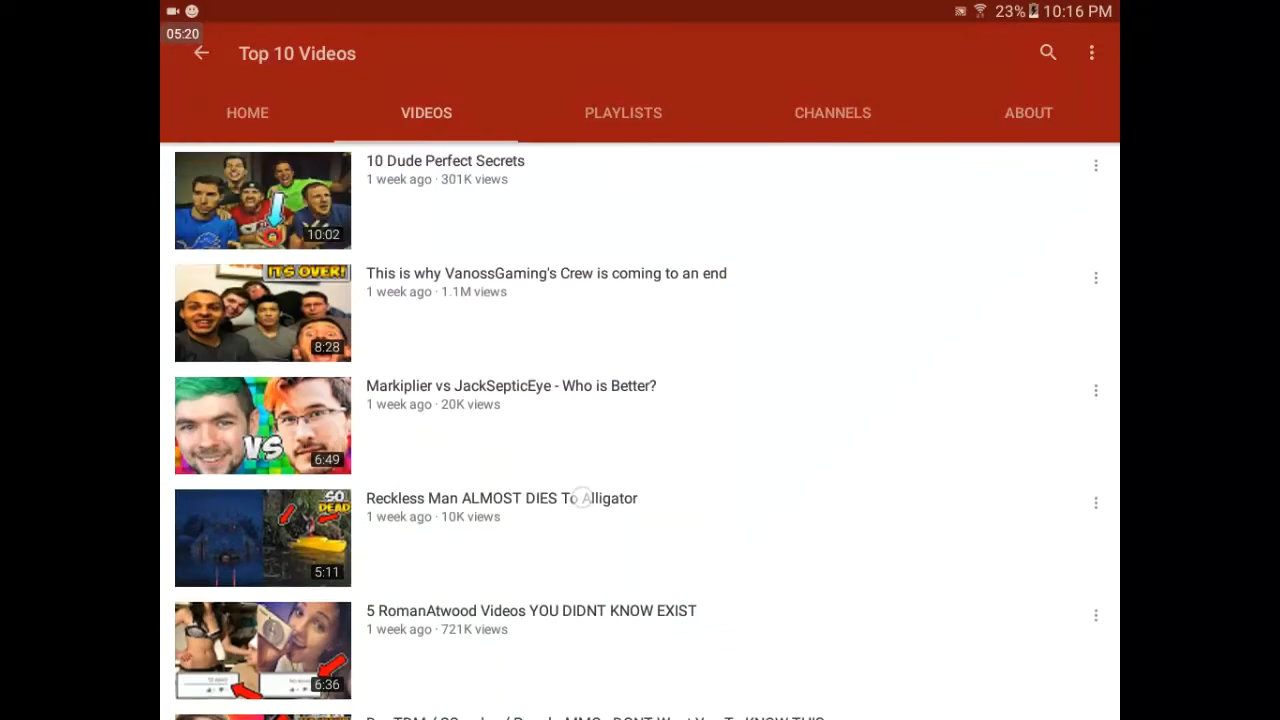 23% 10:16 PM
05:20
Top 10 Videos
HOME VIDEOS PLAYLISTS CHANNELS ABOUT
10 Dude Perfect Secrets
1 week ago · 301K views
10:02
IT'S OVER!
This is why VanossGaming's Crew is coming to an end
1 week ago · 1.1M views
8:28
Markiplier vs JackSepticEye - Who is Better?
1 week ago · 20K views
VS
6:49
Reckless Man ALMOST DIES To Alligator
SO DEAD
1 week ago · 10K views
5:11
5 RomanAtwood Videos YOU DIDNT KNOW EXIST
1 week ago · 721K views
6:36